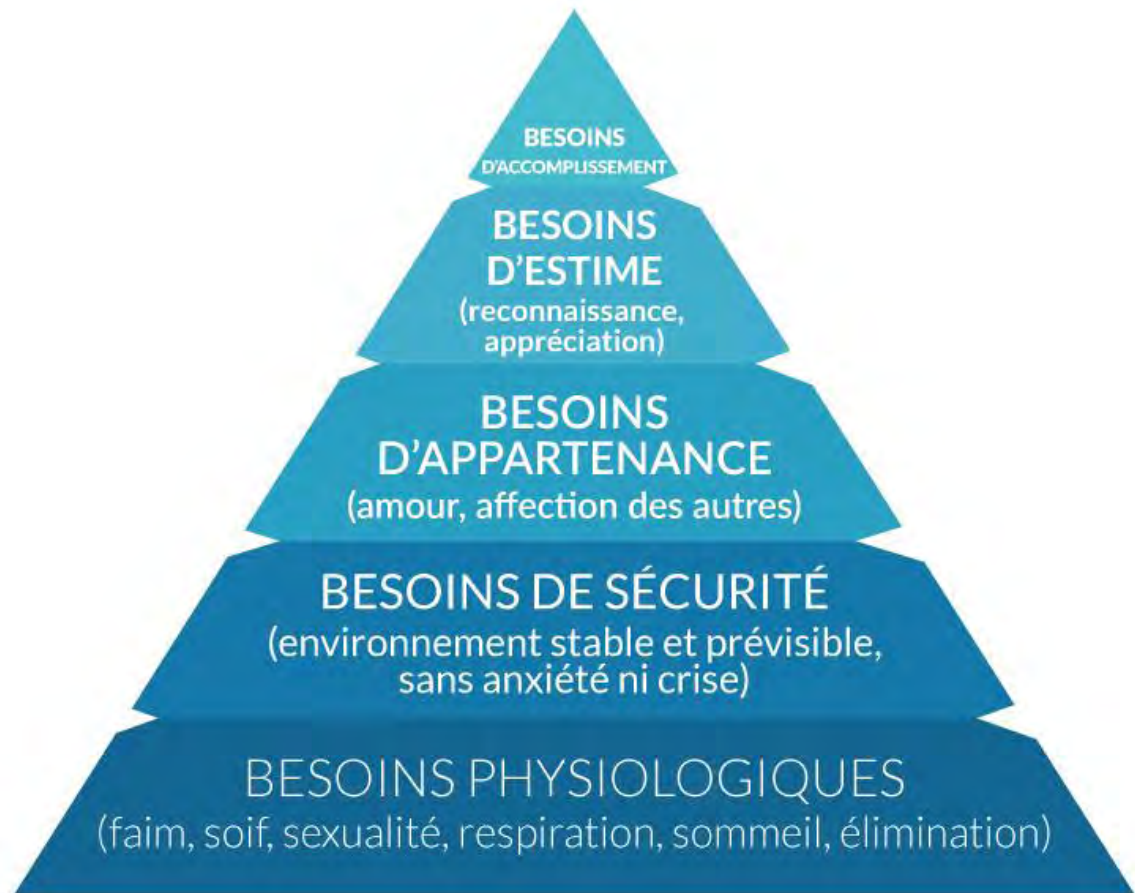 BESOINS
D'ACCOMPLISSEMENT
BESOINS
D'ESTIME
(reconnaissance,
appréciation)
BESOINS
D'APPARTENANCE
(amour, affection des autres)
BESOINS DE SÉCURITÉ
(environnement stable et prévisible,
sans anxiété ni crise)
BESOINS PHYSIOLOGIQUES
(faim, soif, sexualité, respiration, sommeil, élimination)